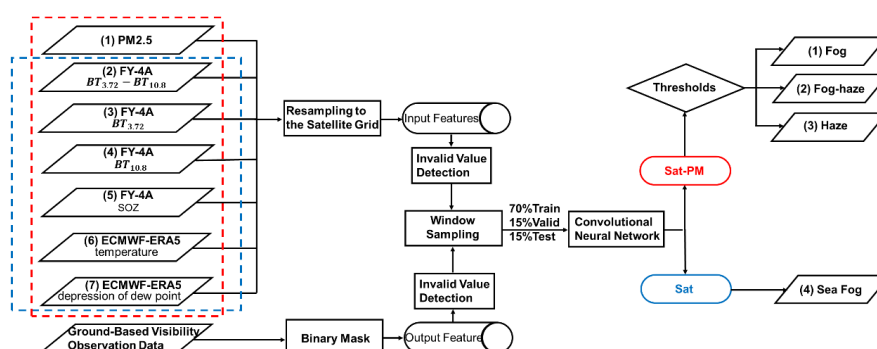 (1) PM2.5
(2) FY-4A
BT3.72 − BT10.8
(3) FY-4A
BT3.72
(4) FY-4A
BT10.8
(5) FY-4A
SOZ
(6) ECMWF-ERA5
temperature
(7) ECMWF-ERA5
depression of dew point
Ground-Based Visibility
Observation Data
Resampling to
the Satellite Grid
Binary Mask
Input Features
Invalid Value
Detection
Window
Sampling
Invalid Value
Detection
Output Feature
70%Train
15%Valid
15%Test
Convolutional
Neural Network
Thresholds
Sat-PM
Sat
(1) Fog
(2) Fog-haze
(3) Haze
(4) Sea Fog